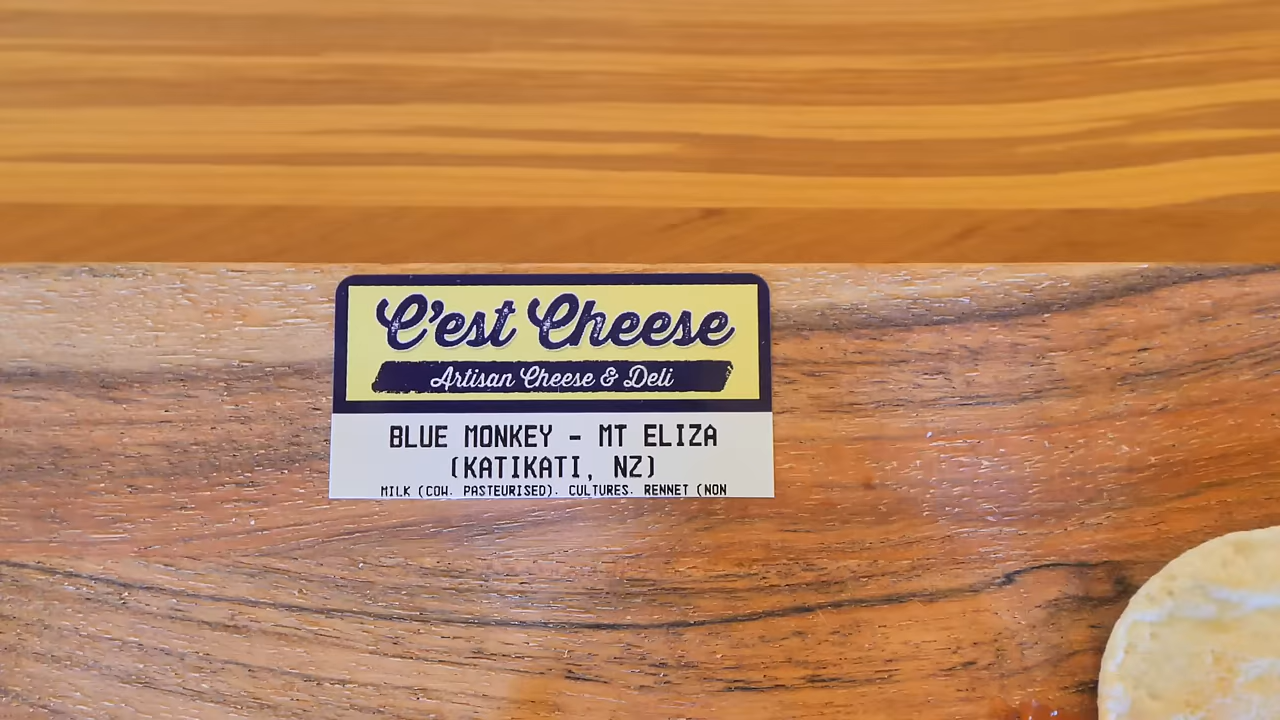 C'est Cheese
Artisan Cheese & Deli
BLUE MONKEY - MT ELIZA
(KATIKATI, NZ)
MILK (COW. PASTEURISED). CULTURES. RENNET (NON